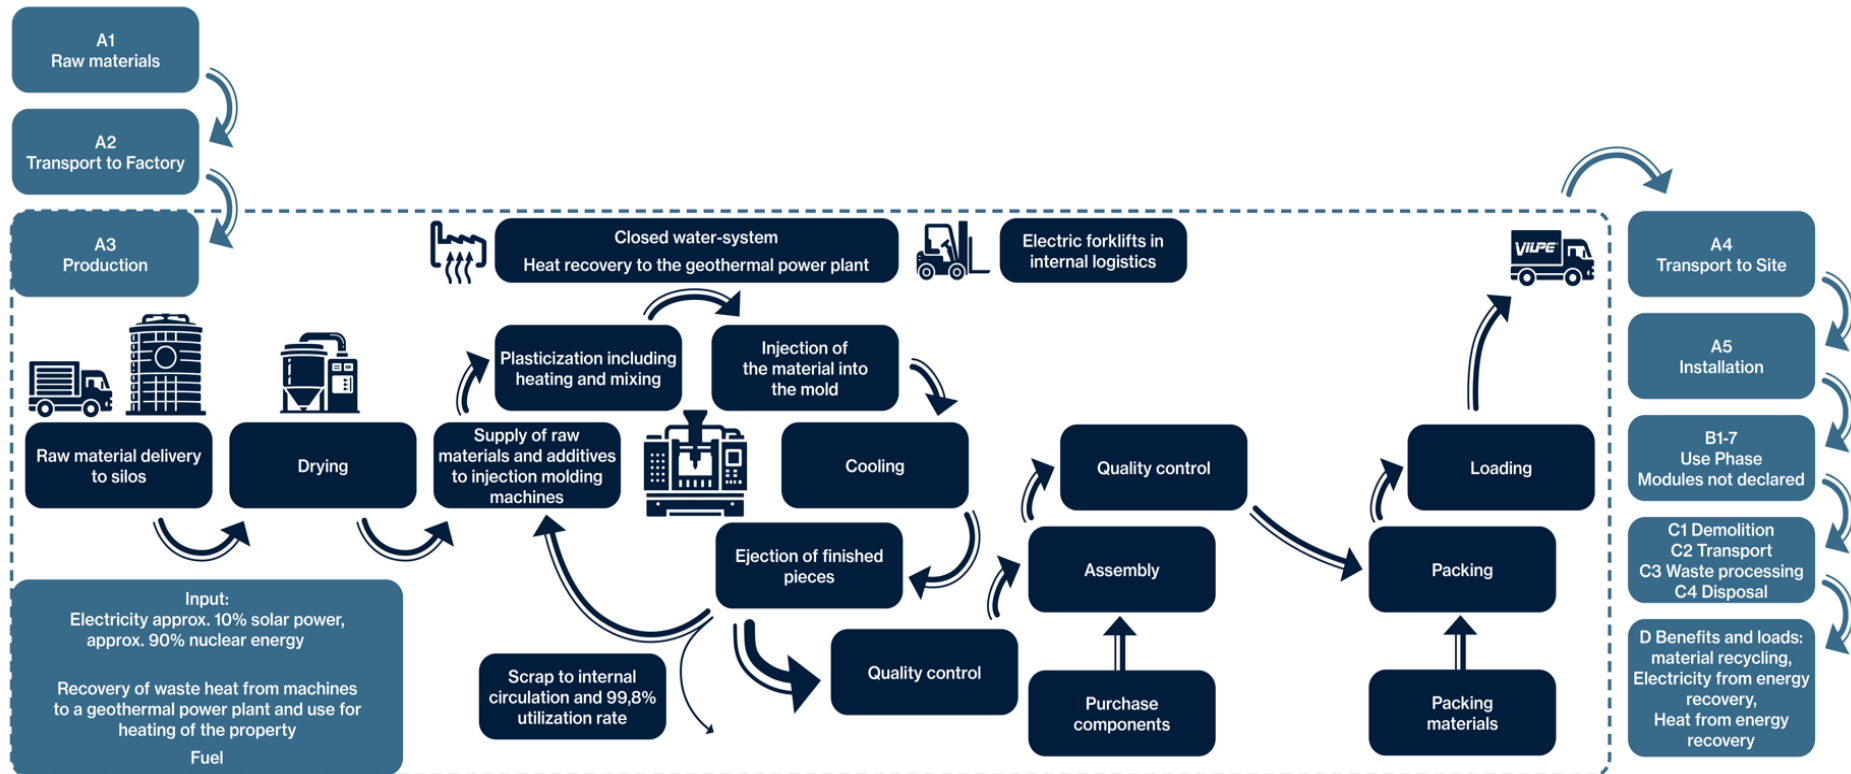 A1
Raw materials
A2
Transport to Factory
A3
Production
Closed water-system
Heat recovery to the geothermal power plant
Electric forklifts in
internal logistics
VILPE
Plasticization including
heating and mixing
Injection of
the material into
the mold
Raw material delivery
to silos
Drying
Supply of raw
materials and additives
to injection molding
machines
Cooling
Quality control
Loading
Ejection of finished
pieces
Assembly
Packing
Input:
Electricity approx. 10% solar power,
approx. 90% nuclear energy
Recovery of waste heat from machines
to a geothermal power plant and use for
heating of the property
Fuel
Scrap to internal
circulation and 99,8%
utilization rate
Quality control
Purchase
components
Packing
materials
A4
Transport to Site
A5
Installation
B1-7
Use Phase
Modules not declared
C1 Demolition
C2 Transport
C3 Waste processing
C4 Disposal
D Benefits and loads:
material recycling,
Electricity from energy
recovery,
Heat from energy
recovery